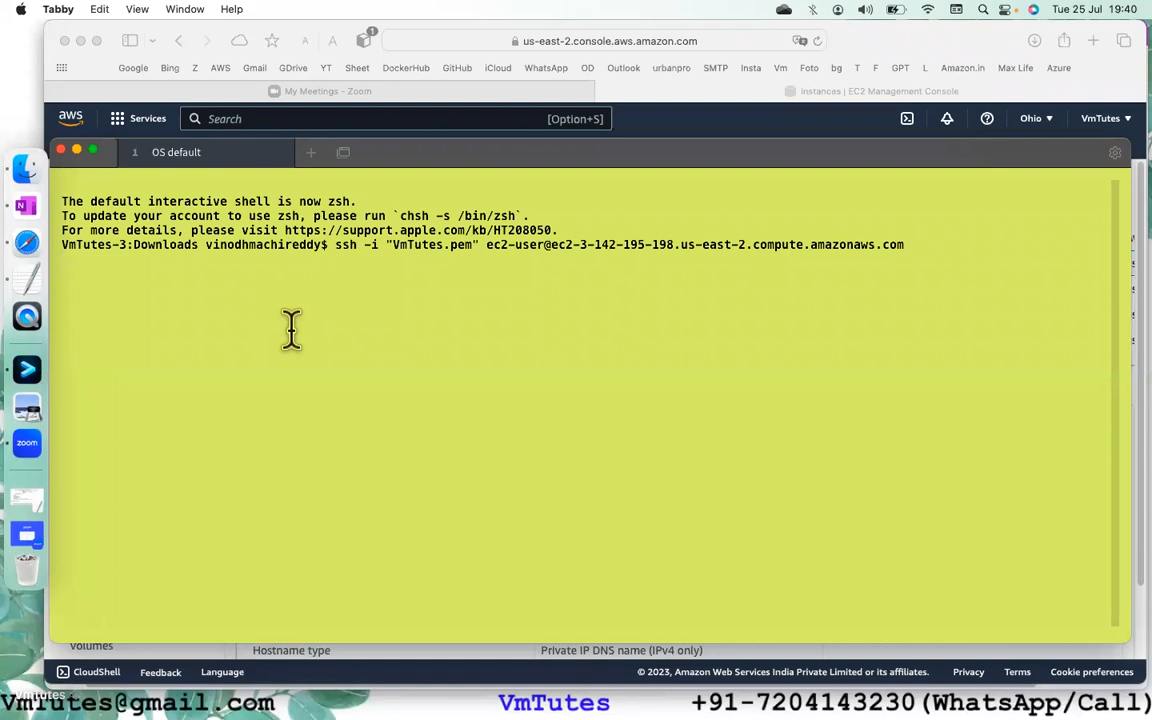 Tabby Edit View Window Help Tue 25 Jul 19:40
us-east-2.console.aws.amazon.com 1
Google Bing Z AWS Gmail GDrive YT Sheet DockerHub GitHub iCloud WhatsApp OD Outlook urbanpro SMTP Insta Vm Foto bg T F GPT L Amazon.in Max Life Azure
My Meetings - Zoom Instances | EC2 Management Console
aws Services Search [Option+S] Ohio VmTutes
1 OS default
The default interactive shell is now zsh.
To update your account to use zsh, please run `chsh -s /bin/zsh`.
For more details, please visit https://support.apple.com/kb/HT208050.
VmTutes-3:Downloads vinodhmachireddy$ ssh -i "VmTutes.pem" ec2-user@ec2-3-142-195-198.us-east-2.compute.amazonaws.com
zoom
Volumes
Hostname type Private IP DNS name (IPv4 only)
CloudShell Feedback Language © 2023, Amazon Web Services India Private Limited or its affiliates. Privacy Terms Cookie preferences
VmTutes
VmTutes@gmail.com VmTutes +91-7204143230(WhatsApp/Call)